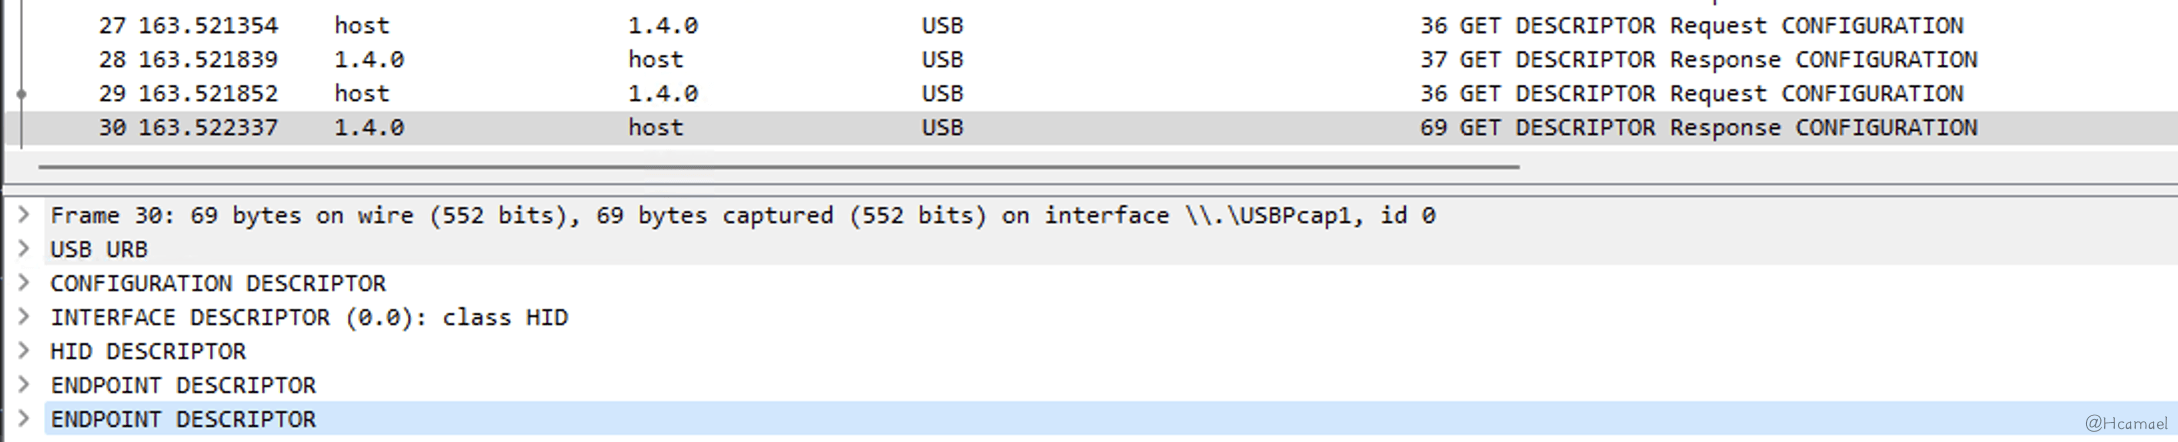 27 163.521354 host 1.4.0 USB 36 GET DESCRIPTOR Request CONFIGURATION
28 163.521839 1.4.0 host USB 37 GET DESCRIPTOR Response CONFIGURATION
29 163.521852 host 1.4.0 USB 36 GET DESCRIPTOR Request CONFIGURATION
30 163.522337 1.4.0 host USB 69 GET DESCRIPTOR Response CONFIGURATION
Frame 30: 69 bytes on wire (552 bits), 69 bytes captured (552 bits) on interface \\.\USBPcap1, id 0
USB URB
CONFIGURATION DESCRIPTOR
INTERFACE DESCRIPTOR (0.0): class HID
HID DESCRIPTOR
ENDPOINT DESCRIPTOR
ENDPOINT DESCRIPTOR
@Hcamael